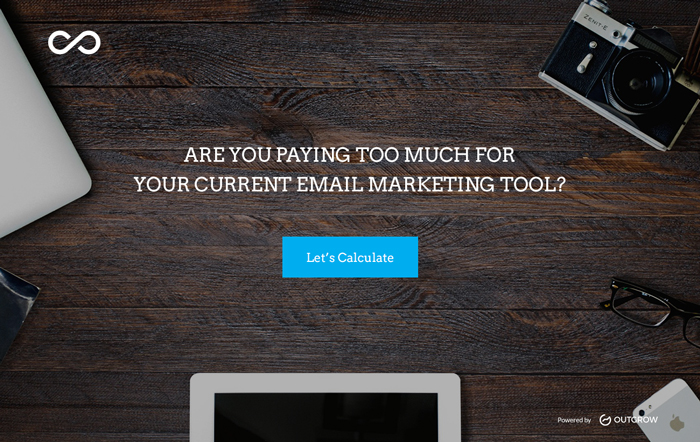 ZENIT-E
ARE YOU PAYING TOO MUCH FOR
YOUR CURRENT EMAIL MARKETING TOOL?
Let's Calculate
Powered by OUTGROW